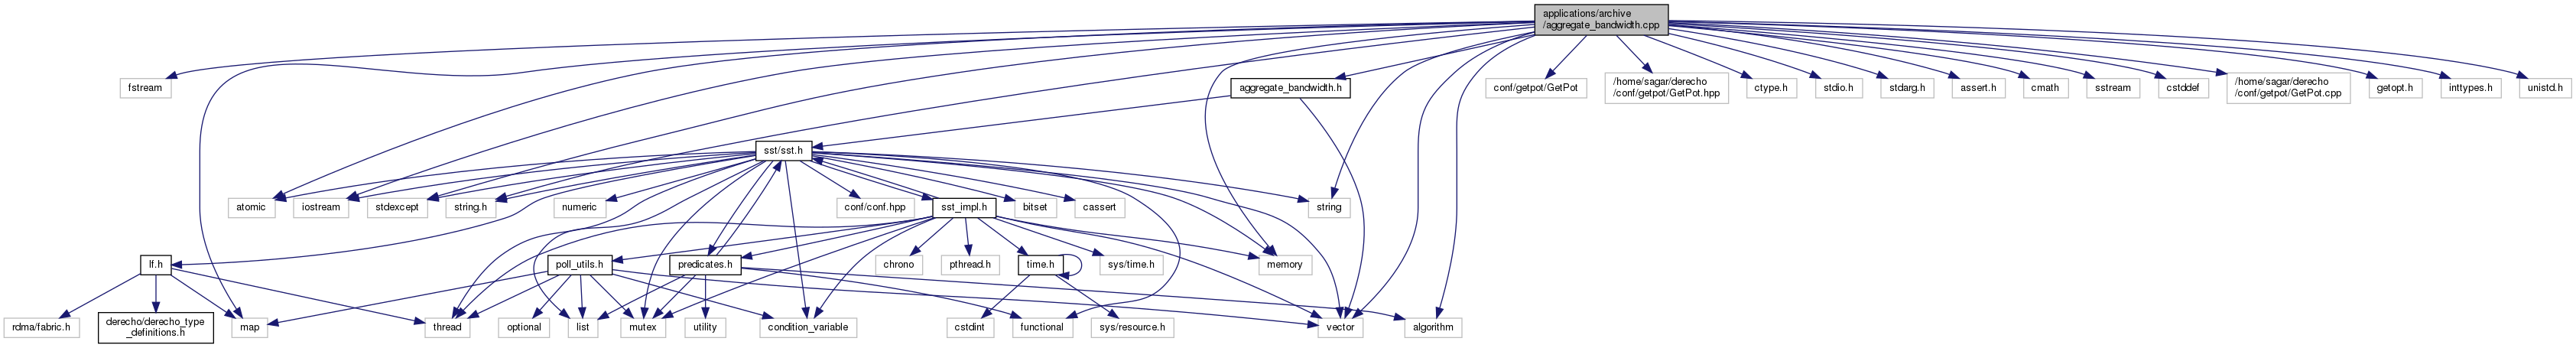 applications/archive
/aggregate_bandwidth.cpp
fstream
aggregate_bandwidth.h
conf/getpot/GetPot
/home/sagar/derecho
/conf/getpot/GetPot.hpp
ctype.h
stdio.h
stdarg.h
assert.h
cmath
sstream
cstddef
/home/sagar/derecho
/conf/getpot/GetPot.cpp
getopt.h
inttypes.h
unistd.h
sst/sst.h
atomic
iostream
stdexcept
string.h
numeric
conf/conf.hpp
sst_impl.h
bitset
cassert
string
lf.h
poll_utils.h
predicates.h
chrono
pthread.h
time.h
sys/time.h
memory
rdma/fabric.h
derecho/derecho_type
_definitions.h
map
thread
optional
list
mutex
utility
condition_variable
cstdint
functional
sys/resource.h
vector
algorithm